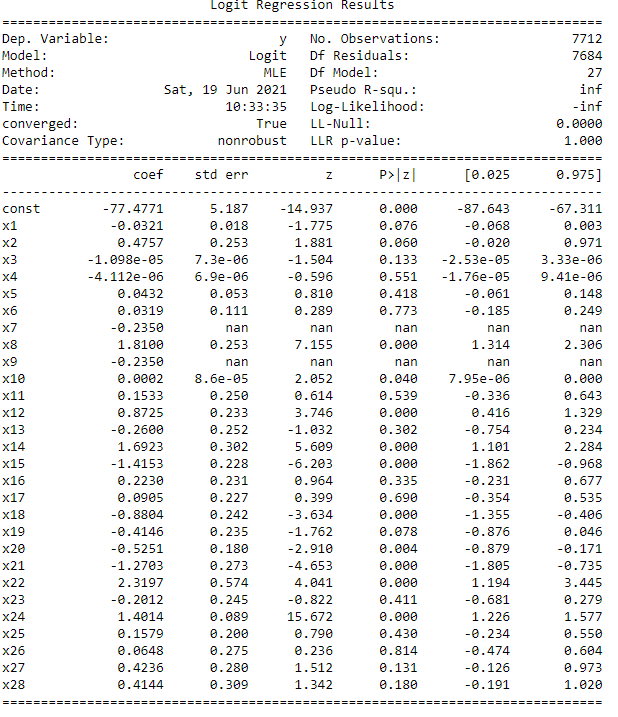 Logit Regression Results
==============================================================================
Dep. Variable: y No. Observations: 7712
Model: Logit Df Residuals: 7684
Method: MLE Df Model: 27
Date: Sat, 19 Jun 2021 Pseudo R-squ.: inf
Time: 10:33:35 Log-Likelihood: -inf
converged: True LL-Null: 0.0000
Covariance Type: nonrobust LLR p-value: 1.000
==============================================================================
coef std err z P>|z| [0.025 0.975]
------------------------------------------------------------------------------
const -77.4771 5.187 -14.937 0.000 -87.643 -67.311
x1 -0.0321 0.018 -1.775 0.076 -0.068 0.003
x2 0.4757 0.253 1.881 0.060 -0.020 0.971
x3 -1.098e-05 7.3e-06 -1.504 0.133 -2.53e-05 3.33e-06
x4 -4.112e-06 6.9e-06 -0.596 0.551 -1.76e-05 9.41e-06
x5 0.0432 0.053 0.810 0.418 -0.061 0.148
x6 0.0319 0.111 0.289 0.773 -0.185 0.249
x7 -0.2350 nan nan nan nan nan
x8 1.8100 0.253 7.155 0.000 1.314 2.306
x9 -0.2350 nan nan nan nan nan
x10 0.0002 8.6e-05 2.052 0.040 7.95e-06 0.000
x11 0.1533 0.250 0.614 0.539 -0.336 0.643
x12 0.8725 0.233 3.746 0.000 0.416 1.329
x13 -0.2600 0.252 -1.032 0.302 -0.754 0.234
x14 1.6923 0.302 5.609 0.000 1.101 2.284
x15 -1.4153 0.228 -6.203 0.000 -1.862 -0.968
x16 0.2230 0.231 0.964 0.335 -0.231 0.677
x17 0.0905 0.227 0.399 0.690 -0.354 0.535
x18 -0.8804 0.242 -3.634 0.000 -1.355 -0.406
x19 -0.4146 0.235 -1.762 0.078 -0.876 0.046
x20 -0.5251 0.180 -2.910 0.004 -0.879 -0.171
x21 -1.2703 0.273 -4.653 0.000 -1.805 -0.735
x22 2.3197 0.574 4.041 0.000 1.194 3.445
x23 -0.2012 0.245 -0.822 0.411 -0.681 0.279
x24 1.4014 0.089 15.672 0.000 1.226 1.577
x25 0.1579 0.200 0.790 0.430 -0.234 0.550
x26 0.0648 0.275 0.236 0.814 -0.474 0.604
x27 0.4236 0.280 1.512 0.131 -0.126 0.973
x28 0.4144 0.309 1.342 0.180 -0.191 1.020
==============================================================================